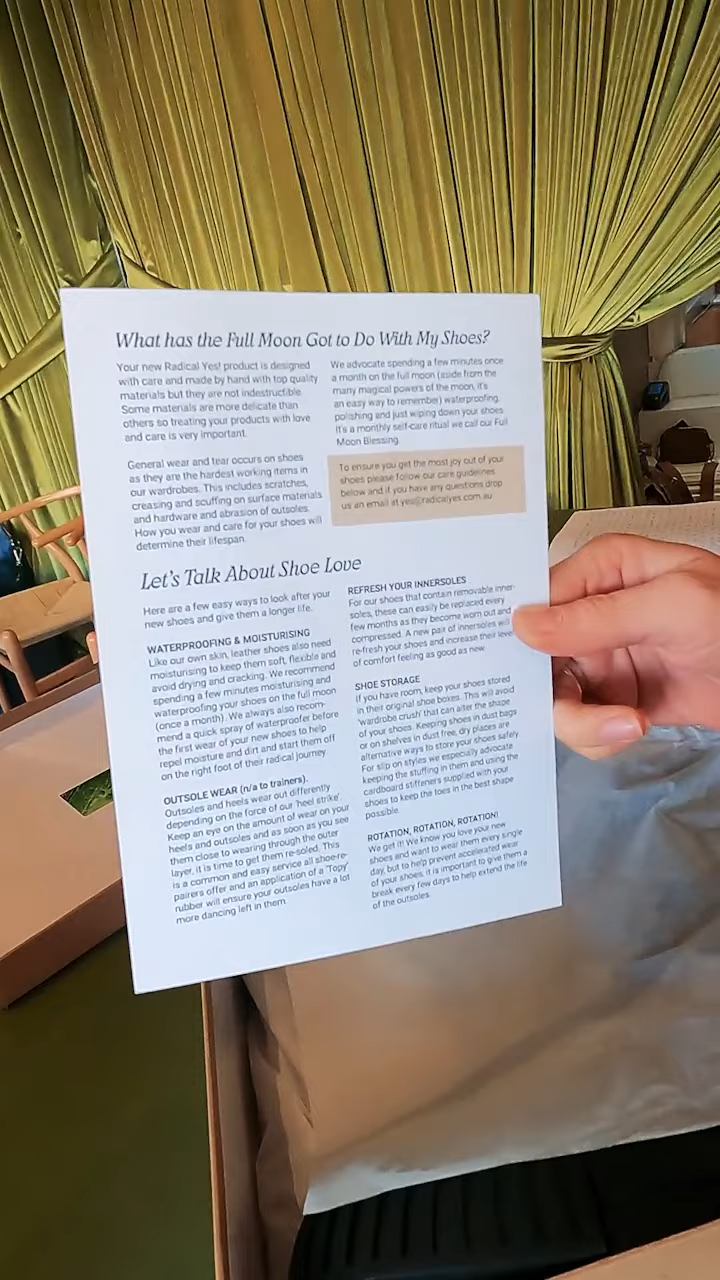 What has the Full Moon Got to Do With My Shoes?
Your new Radical Yes! product is designed
with care and made by hand with top quality
materials but they are not indestructible.
Some materials are more delicate than
others so treating your products with love
and care is very important.
General wear and tear occurs on shoes
as they are the hardest working items in
our wardrobes. This includes scratches,
creasing and scuffing on surface materials
and hardware and abrasion of outsoles.
How you wear and care for your shoes will
determine their lifespan.
We advocate spending a few minutes once
a month on the full moon (aside from the
many magical powers of the moon, it's
an easy way to remember) waterproofing,
polishing and just wiping down your shoes.
It's a monthly self-care ritual we call our Full
Moon Blessing.
To ensure you get the most joy out of your
shoes please follow our care guidelines
below and if you have any questions drop
us an email at yes@radicalyes.com.au
Let's Talk About Shoe Love
Here are a few easy ways to look after your
new shoes and give them a longer life.
WATERPROOFING & MOISTURISING
Like our own skin, leather shoes also need
moisturising to keep them soft, flexible and
avoid drying and cracking. We recommend
spending a few minutes moisturising and
waterproofing your shoes on the full moon
(once a month). We always also recom-
mend a quick spray of waterproofer before
the first wear of your new shoes to help
repel moisture and dirt and start them off
on the right foot of their radical journey.
OUTSOLE WEAR (n/a to trainers).
Outsoles and heels wear out differently
depending on the force of our 'heel strike'.
Keep an eye on the amount of wear on your
heels and outsoles and as soon as you see
them close to wearing through the outer
layer, it is time to get them re-soled. This
is a common and easy service all shoe-re-
pairers offer and an application of a 'Topy'
rubber will ensure your outsoles have a lot
more dancing left in them.
REFRESH YOUR INNERSOLES
For our shoes that contain removable inner-
soles, these can easily be replaced every
few months as they become worn out and
compressed. A new pair of innersoles will
re-fresh your shoes and increase their level
of comfort feeling as good as new.
SHOE STORAGE
If you have room, keep your shoes stored
in their original shoe boxes. This will avoid
'wardrobe crush' that can alter the shape
of your shoes. Keeping shoes in dust bags
or on shelves in dust free, dry places are
alternative ways to store your shoes safely.
For slip on styles we especially advocate
keeping the stuffing in them and using the
cardboard stiffeners supplied with your
shoes to keep the toes in the best shape
possible.
ROTATION, ROTATION, ROTATION!
We get it! We know you love your new
shoes and want to wear them every single
day, but to help prevent accelerated wear
of your shoes, it is important to give them a
break every few days to help extend the life
of the outsoles.